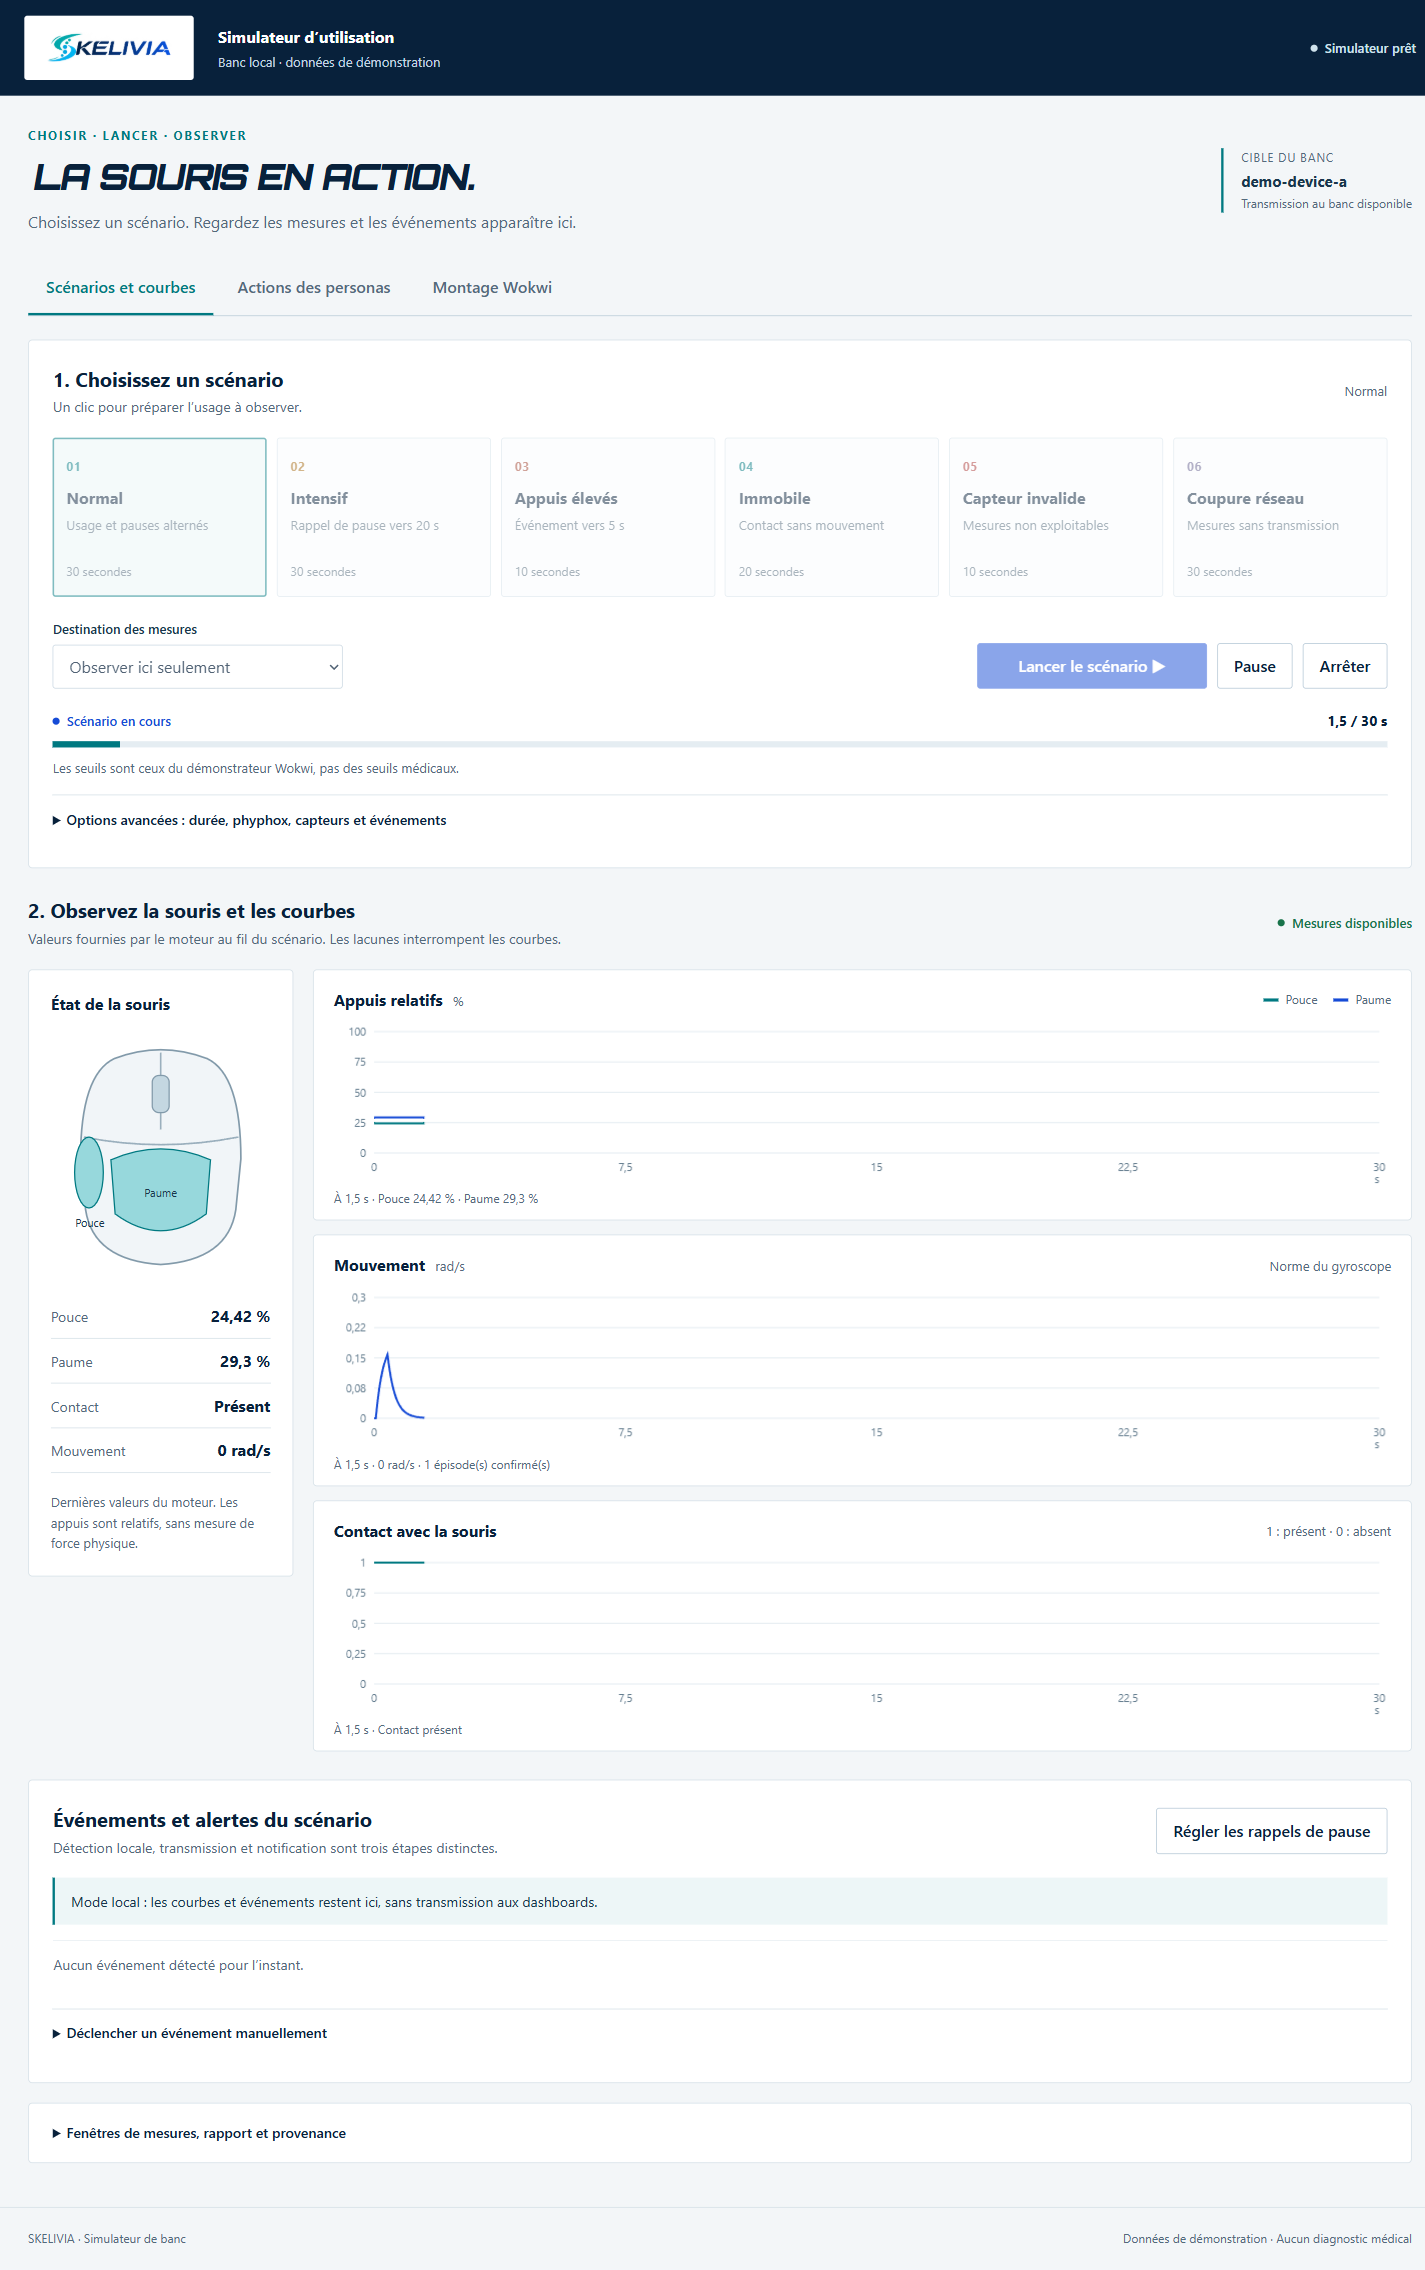 SKELIVIA
Simulateur d’utilisation
Banc local · données de démonstration
Simulateur prêt
CHOISIR · LANCER · OBSERVER
LA SOURIS EN ACTION.
Choisissez un scénario. Regardez les mesures et les événements apparaître ici.
CIBLE DU BANC
demo-device-a
Transmission au banc disponible
Scénarios et courbes
Actions des personas
Montage Wokwi
1. Choisissez un scénario
Un clic pour préparer l’usage à observer.
Normal
01
Normal
Usage et pauses alternés
30 secondes
02
Intensif
Rappel de pause vers 20 s
30 secondes
03
Appuis élevés
Événement vers 5 s
10 secondes
04
Immobile
Contact sans mouvement
20 secondes
05
Capteur invalide
Mesures non exploitables
10 secondes
06
Coupure réseau
Mesures sans transmission
30 secondes
Destination des mesures
Observer ici seulement
Lancer le scénario ▶
Pause
Arrêter
Scénario en cours
1,5 / 30 s
Les seuils sont ceux du démonstrateur Wokwi, pas des seuils médicaux.
▶ Options avancées : durée, phyphox, capteurs et événements
2. Observez la souris et les courbes
Valeurs fournies par le moteur au fil du scénario. Les lacunes interrompent les courbes.
Mesures disponibles
État de la souris
Paume
Pouce
Pouce 24,42 %
Paume 29,3 %
Contact Présent
Mouvement 0 rad/s
Dernières valeurs du moteur. Les
appuis sont relatifs, sans mesure de
force physique.
Appuis relatifs %
Pouce Paume
100
75
50
25
0
0 7,5 15 22,5 30
s
À 1,5 s · Pouce 24,42 % · Paume 29,3 %
Mouvement rad/s
Norme du gyroscope
0,3
0,22
0,15
0,08
0
0 7,5 15 22,5 30
s
À 1,5 s · 0 rad/s · 1 épisode(s) confirmé(s)
Contact avec la souris
1 : présent · 0 : absent
1
0,75
0,5
0,25
0
0 7,5 15 22,5 30
s
À 1,5 s · Contact présent
Événements et alertes du scénario
Détection locale, transmission et notification sont trois étapes distinctes.
Régler les rappels de pause
Mode local : les courbes et événements restent ici, sans transmission aux dashboards.
Aucun événement détecté pour l’instant.
▶ Déclencher un événement manuellement
▶ Fenêtres de mesures, rapport et provenance
SKELIVIA · Simulateur de banc
Données de démonstration · Aucun diagnostic médical